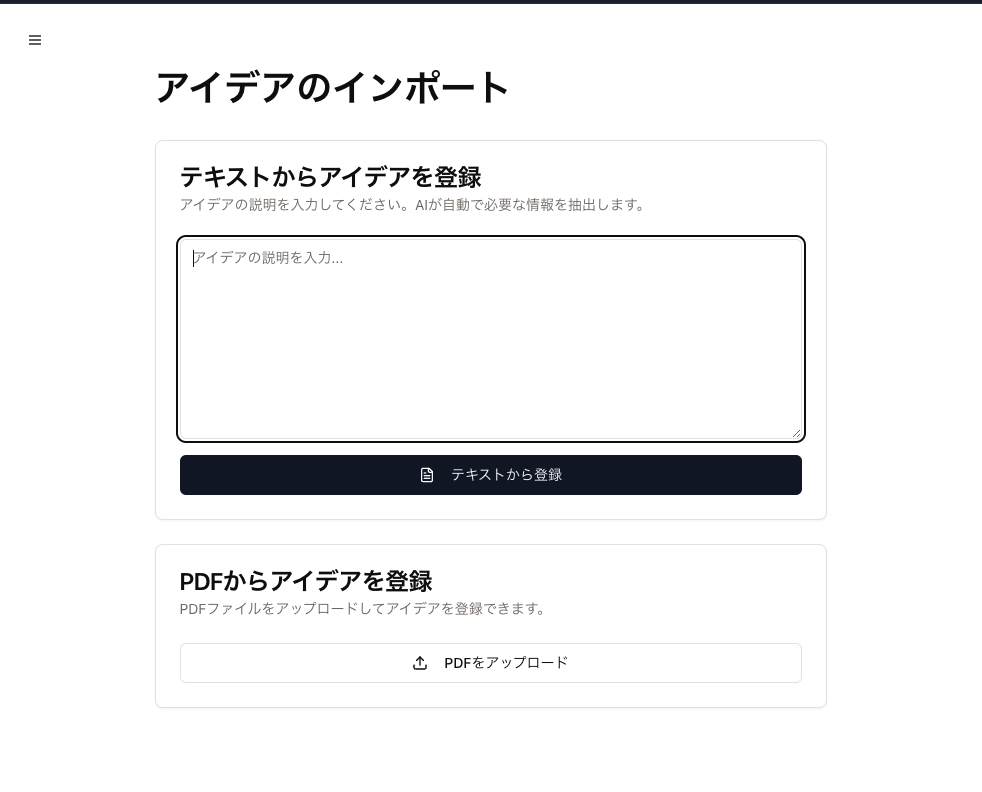 アイデアのインポート
テキストからアイデアを登録
アイデアの説明を入力してください。AIが自動で必要な情報を抽出します。
アイデアの説明を入力...
テキストから登録
PDFからアイデアを登録
PDFファイルをアップロードしてアイデアを登録できます。
PDFをアップロード